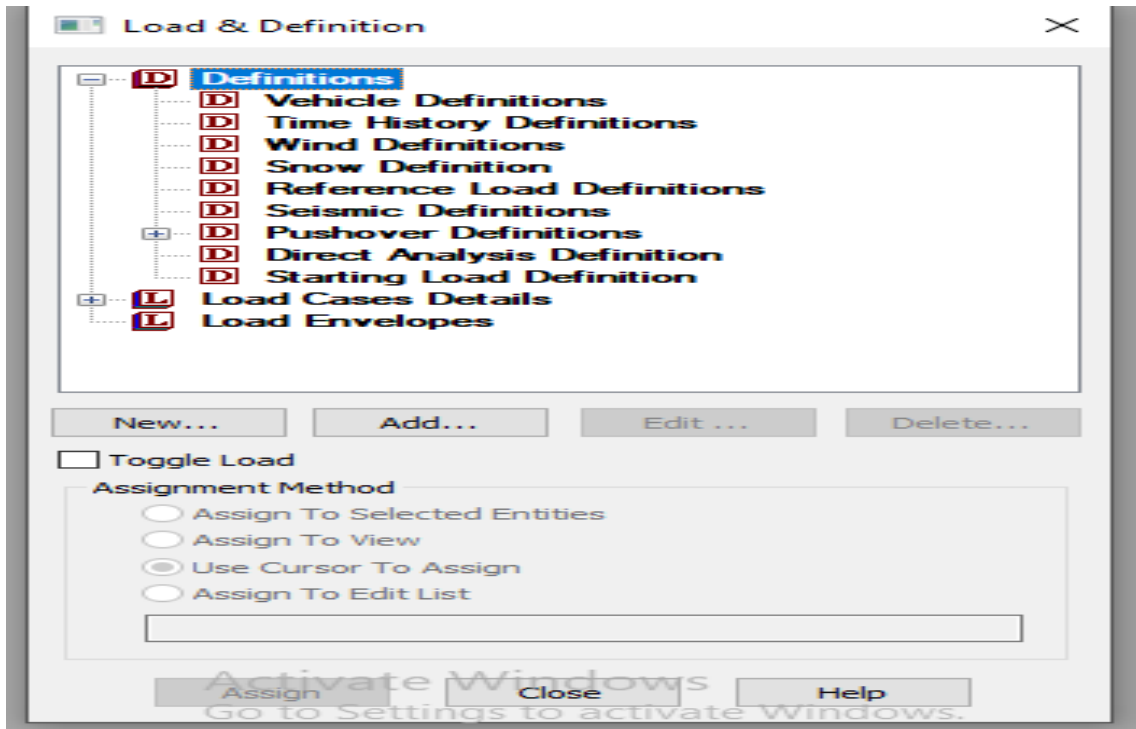 Load & Definition
Definitions
Vehicle Definitions
Time History Definitions
Wind Definitions
Snow Definition
Reference Load Definitions
Seismic Definitions
Pushover Definitions
Direct Analysis Definition
Starting Load Definition
Load Cases Details
Load Envelopes
New... Add... Edit ... Delete...
Toggle Load
Assignment Method
Assign To Selected Entities
Assign To View
Use Cursor To Assign
Assign To Edit List
Activate Windows
Assign Close Help
Go to Settings to activate Windows.